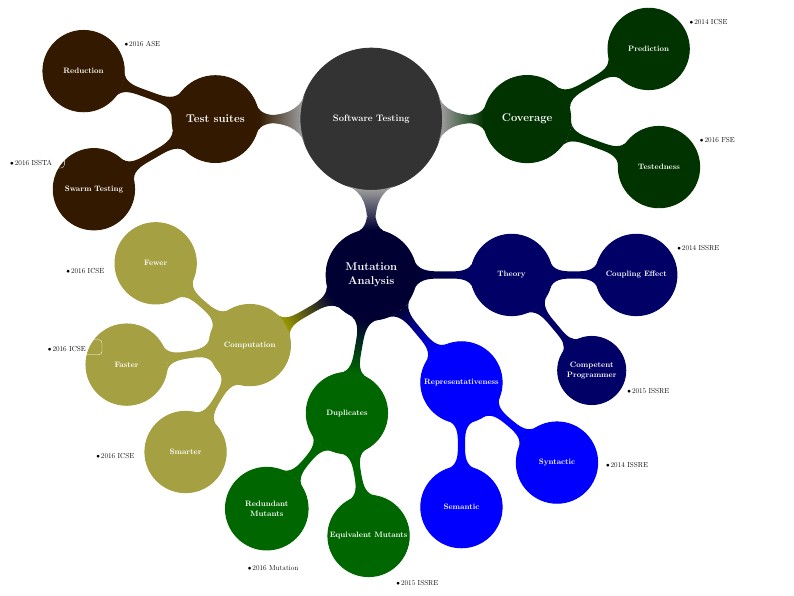 • 2014 ICSE
• 2016 ASE
Prediction
Reduction
Test suites
Software Testing
Coverage
• 2016 FSE
• 2016 ISSTA
Testedness
Swarm Testing
• 2014 ISSRE
Fewer
• 2016 ICSE
Mutation
Analysis
Theory
Coupling Effect
Computation
• 2016 ICSE
Faster
Competent
Programmer
Representativeness
• 2015 ISSRE
Duplicates
Smarter
• 2016 ICSE
Syntactic
• 2014 ISSRE
Redundant
Mutants
Semantic
Equivalent Mutants
• 2016 Mutation
• 2015 ISSRE